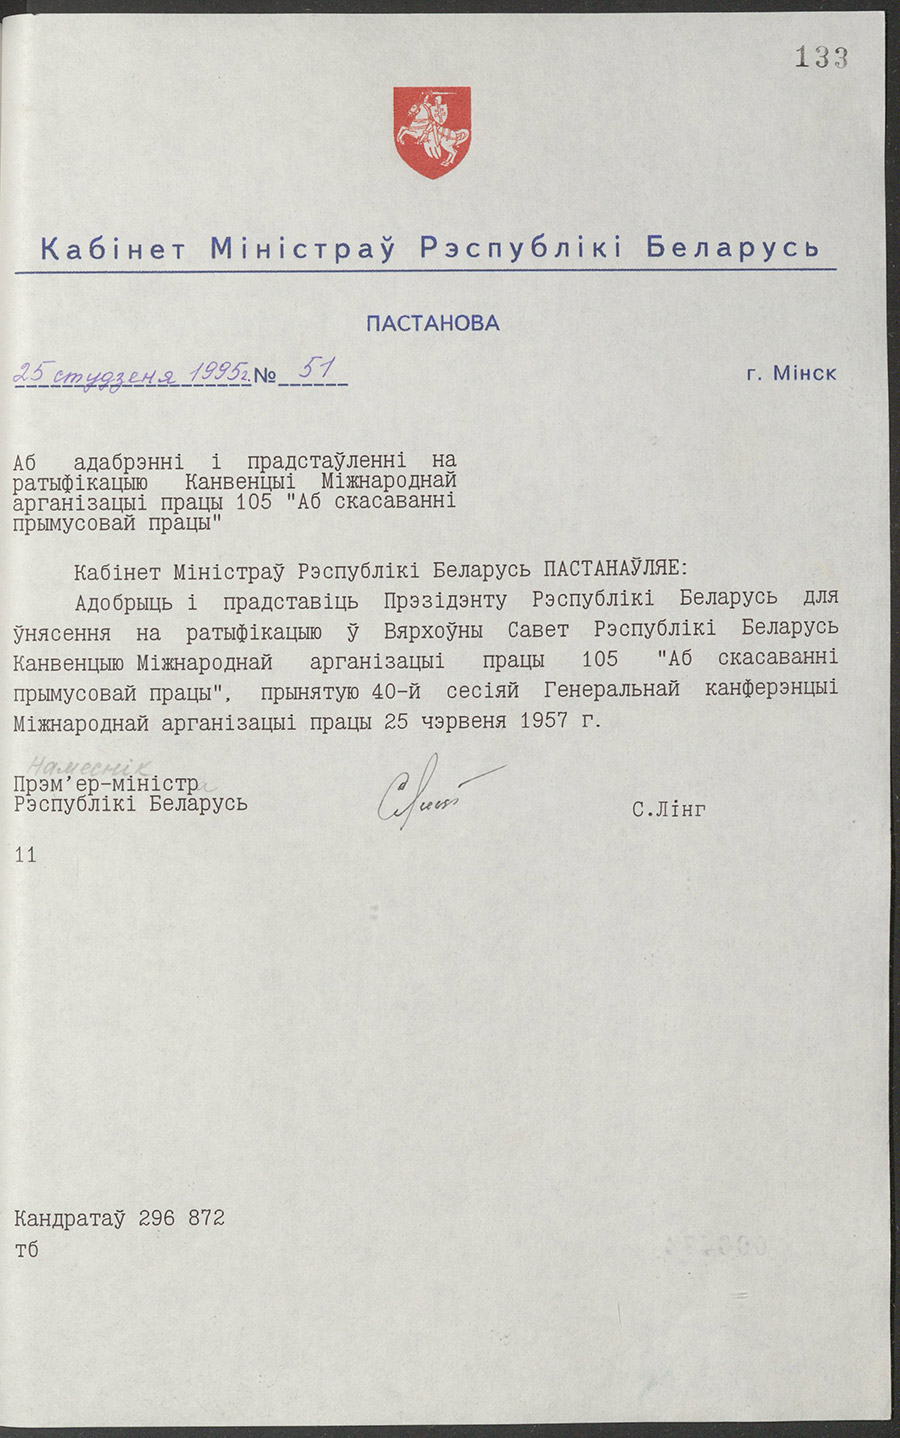 133
Кабінет Міністраў Рэспублікі Беларусь
ПАСТАНОВА
25 студзеня 1995г. № 51 г. Мінск
Аб адабрэнні і прадстаўленні на
ратыфікацыю Канвенцыі Міжнароднай
арганізацыі працы 105 "Аб скасаванні
прымусовай працы"
Кабінет Міністраў Рэспублікі Беларусь ПАСТАНАЎЛЯЕ:
Адобрыць і прадставіць Прэзідэнту Рэспублікі Беларусь для
ўнясення на ратыфікацыю ў Вярхоўны Савет Рэспублікі Беларусь
Канвенцыю Міжнароднай арганізацыі працы 105 "Аб скасаванні
прымусовай працы", прынятую 40-й сесіяй Генеральнай канферэнцыі
Міжнароднай арганізацыі працы 25 чэрвеня 1957 г.
Намеснік
Прэм'ер-міністра
Рэспублікі Беларусь С.Лінг
11
Кандратаў 296 872
тб